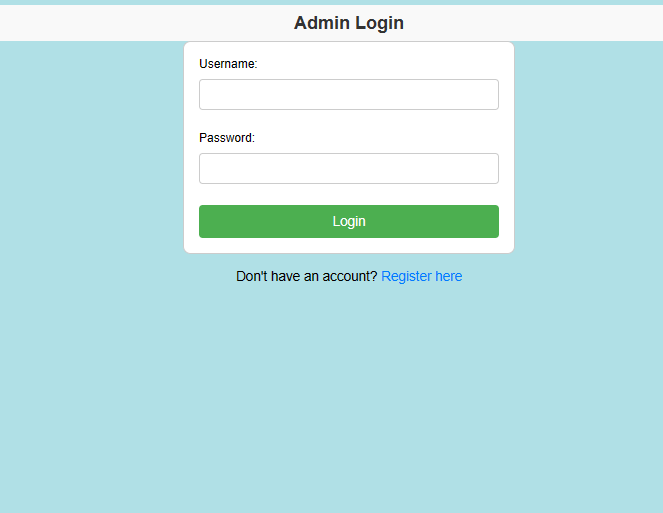 Admin Login
Username:
Password:
Login
Don't have an account? Register here